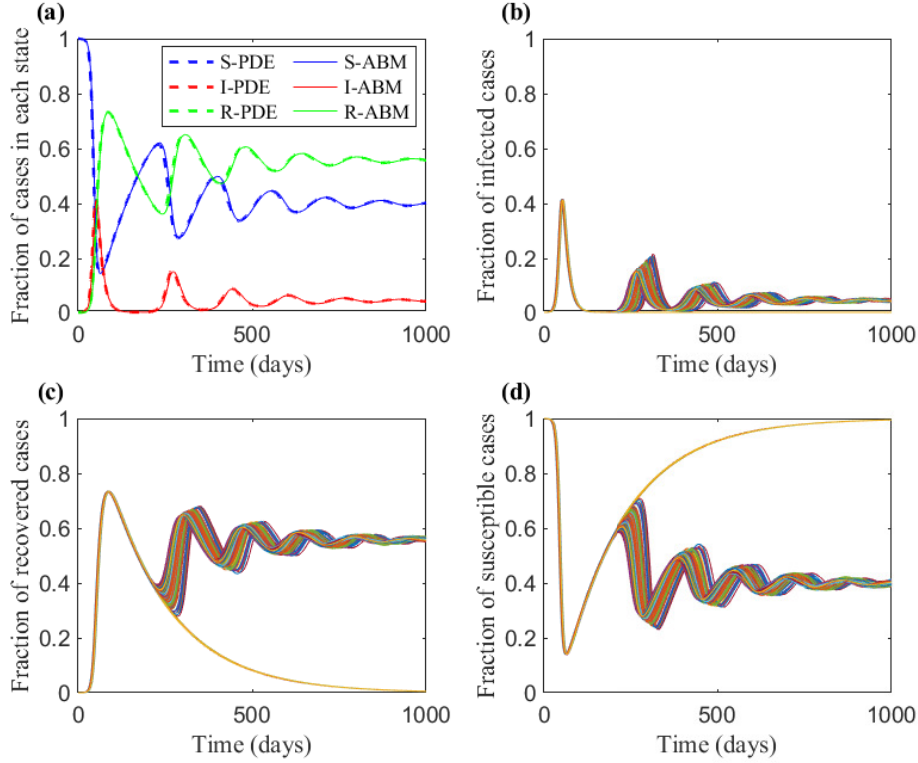 (a)
Fraction of cases in each state
1
0.8
0.6
0.4
0.2
0
S-PDE
S-ABM
I-PDE
I-ABM
R-PDE
R-ABM
0
500
1000
Time (days)
(b)
Fraction of infected cases
1
0.8
0.6
0.4
0.2
0
0
500
1000
Time (days)
(c)
Fraction of recovered cases
1
0.8
0.6
0.4
0.2
0
0
500
1000
Time (days)
(d)
Fraction of susceptible cases
1
0.8
0.6
0.4
0.2
0
0
500
1000
Time (days)